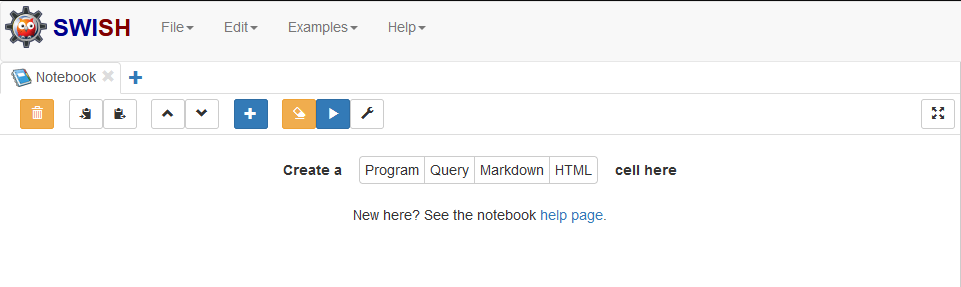 SWISH File Edit Examples Help
Notebook
Create a Program Query Markdown HTML cell here
New here? See the notebook help page.